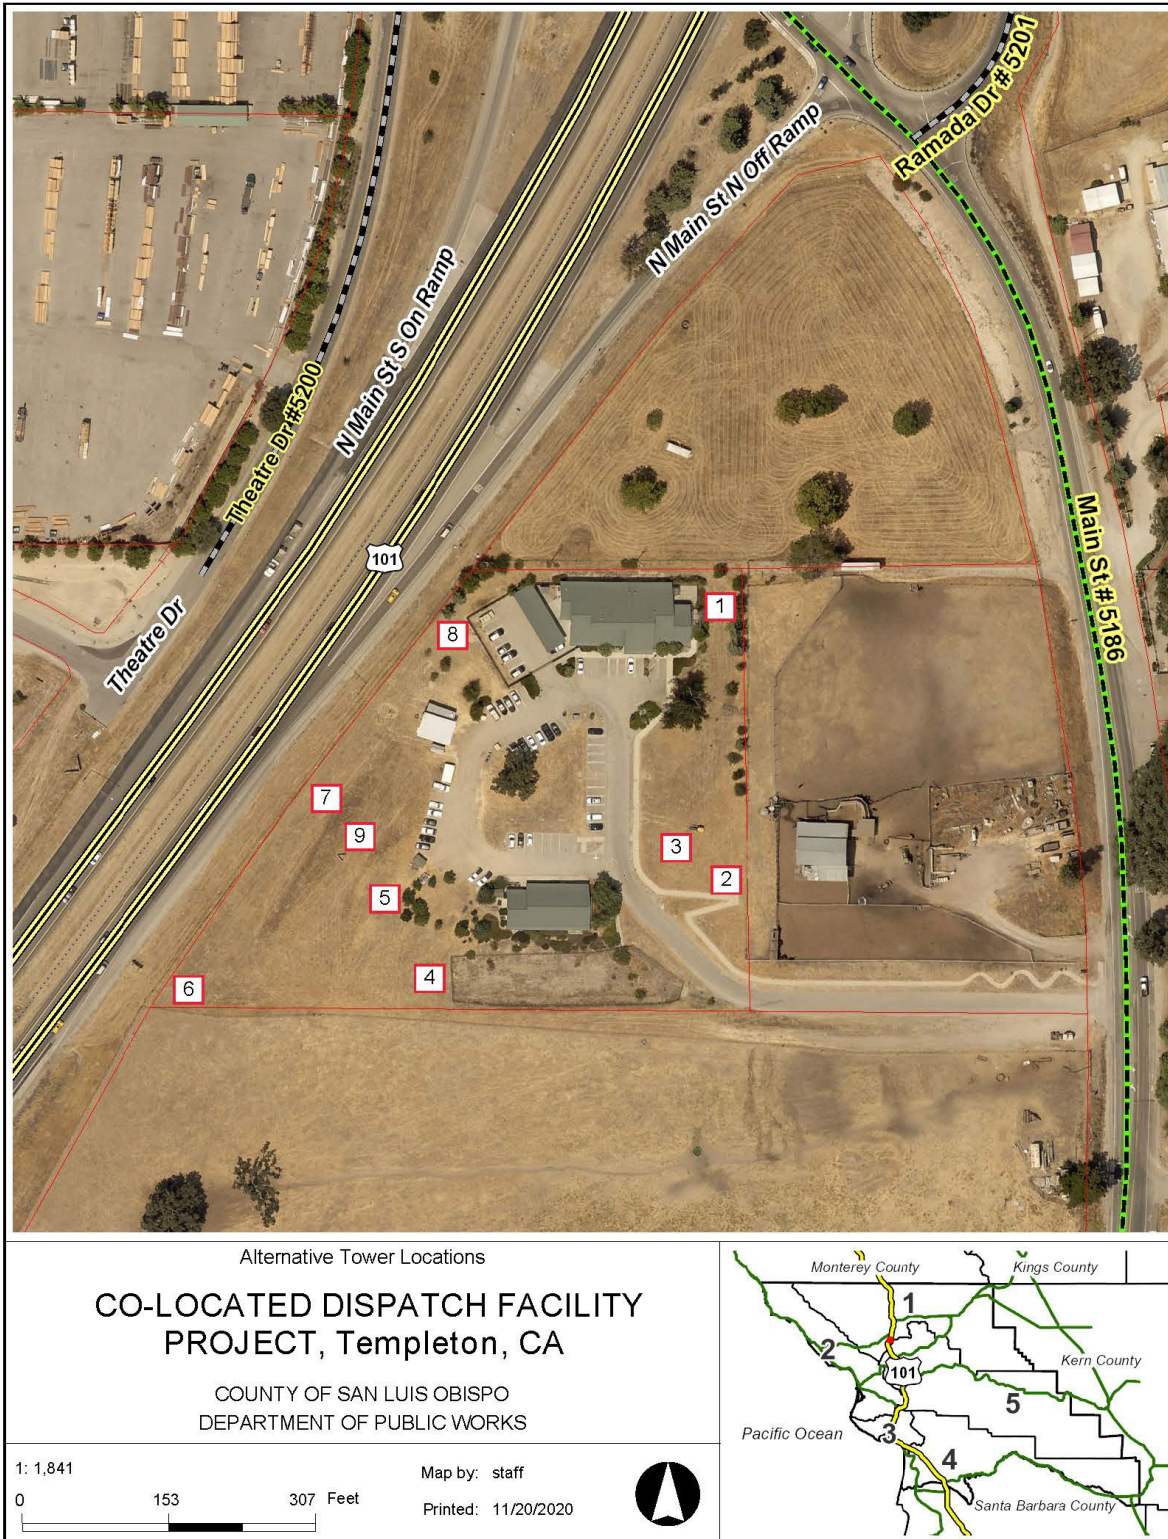 Ramada Dr # 5201
N Main St N Off Ramp
N Main St S On Ramp
Theatre Dr #5200
101
Main St # 5186
Theatre Dr
1
8
7
9
3
2
5
4
6
Alternative Tower Locations
CO-LOCATED DISPATCH FACILITY
PROJECT, Templeton, CA
COUNTY OF SAN LUIS OBISPO
DEPARTMENT OF PUBLIC WORKS
1: 1,841
0 153 307 Feet
Map by: staff
Printed: 11/20/2020
Monterey County
Kings County
1
2
Kern County
101
5
Pacific Ocean
3
4
Santa Barbara County